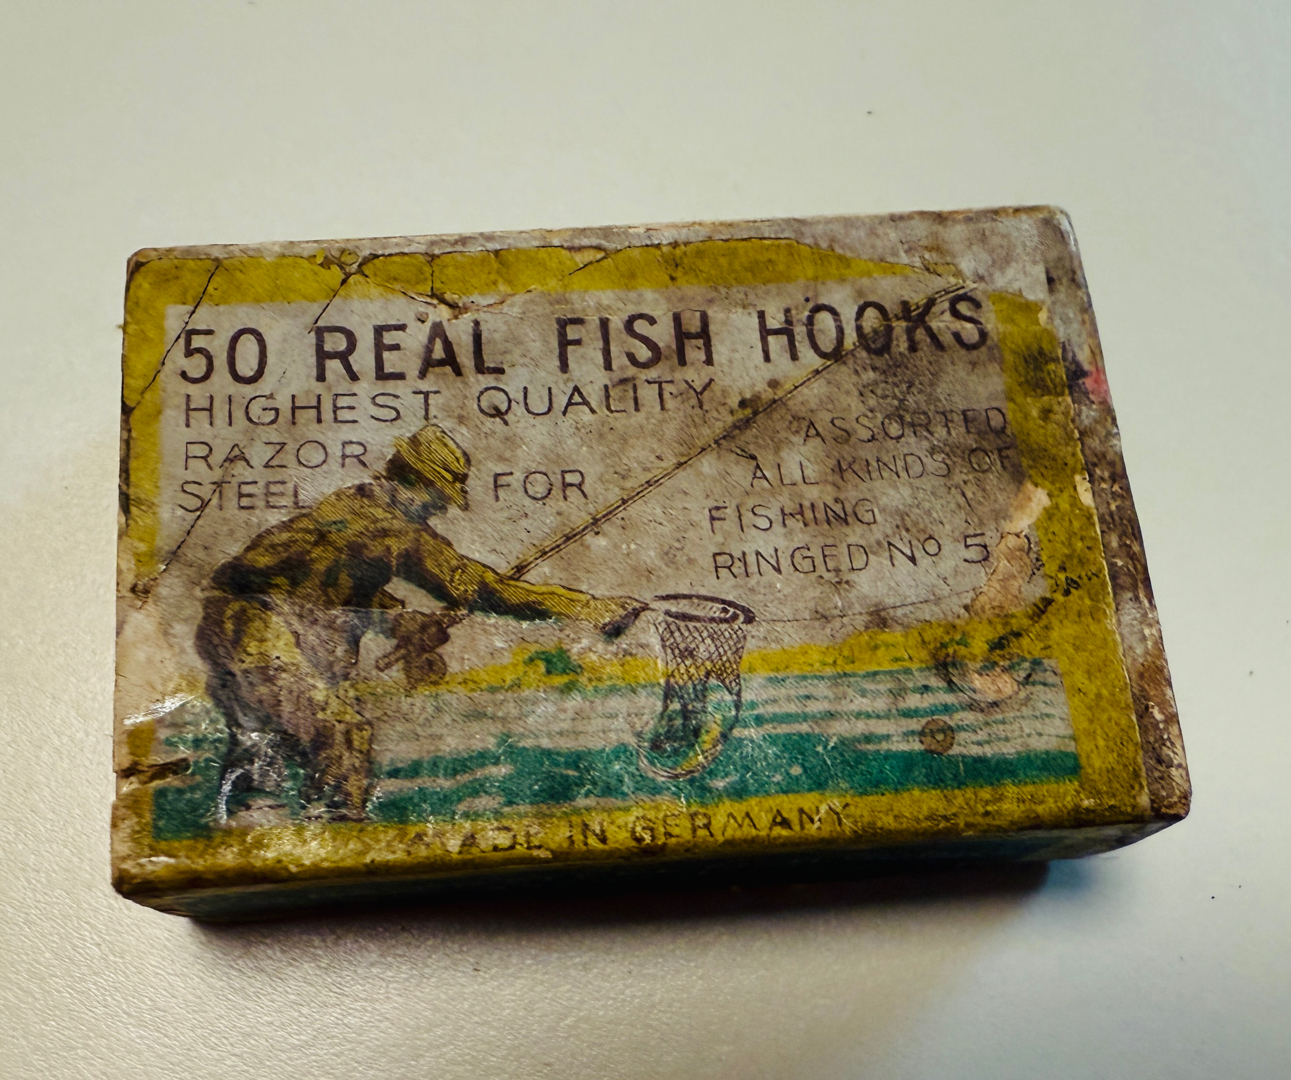 50 REAL FISH HOOKS
HIGHEST QUALITY
RAZOR
STEEL FOR
ASSORTED
ALL KINDS OF
FISHING
RINGED Nº 5
MADE IN GERMANY